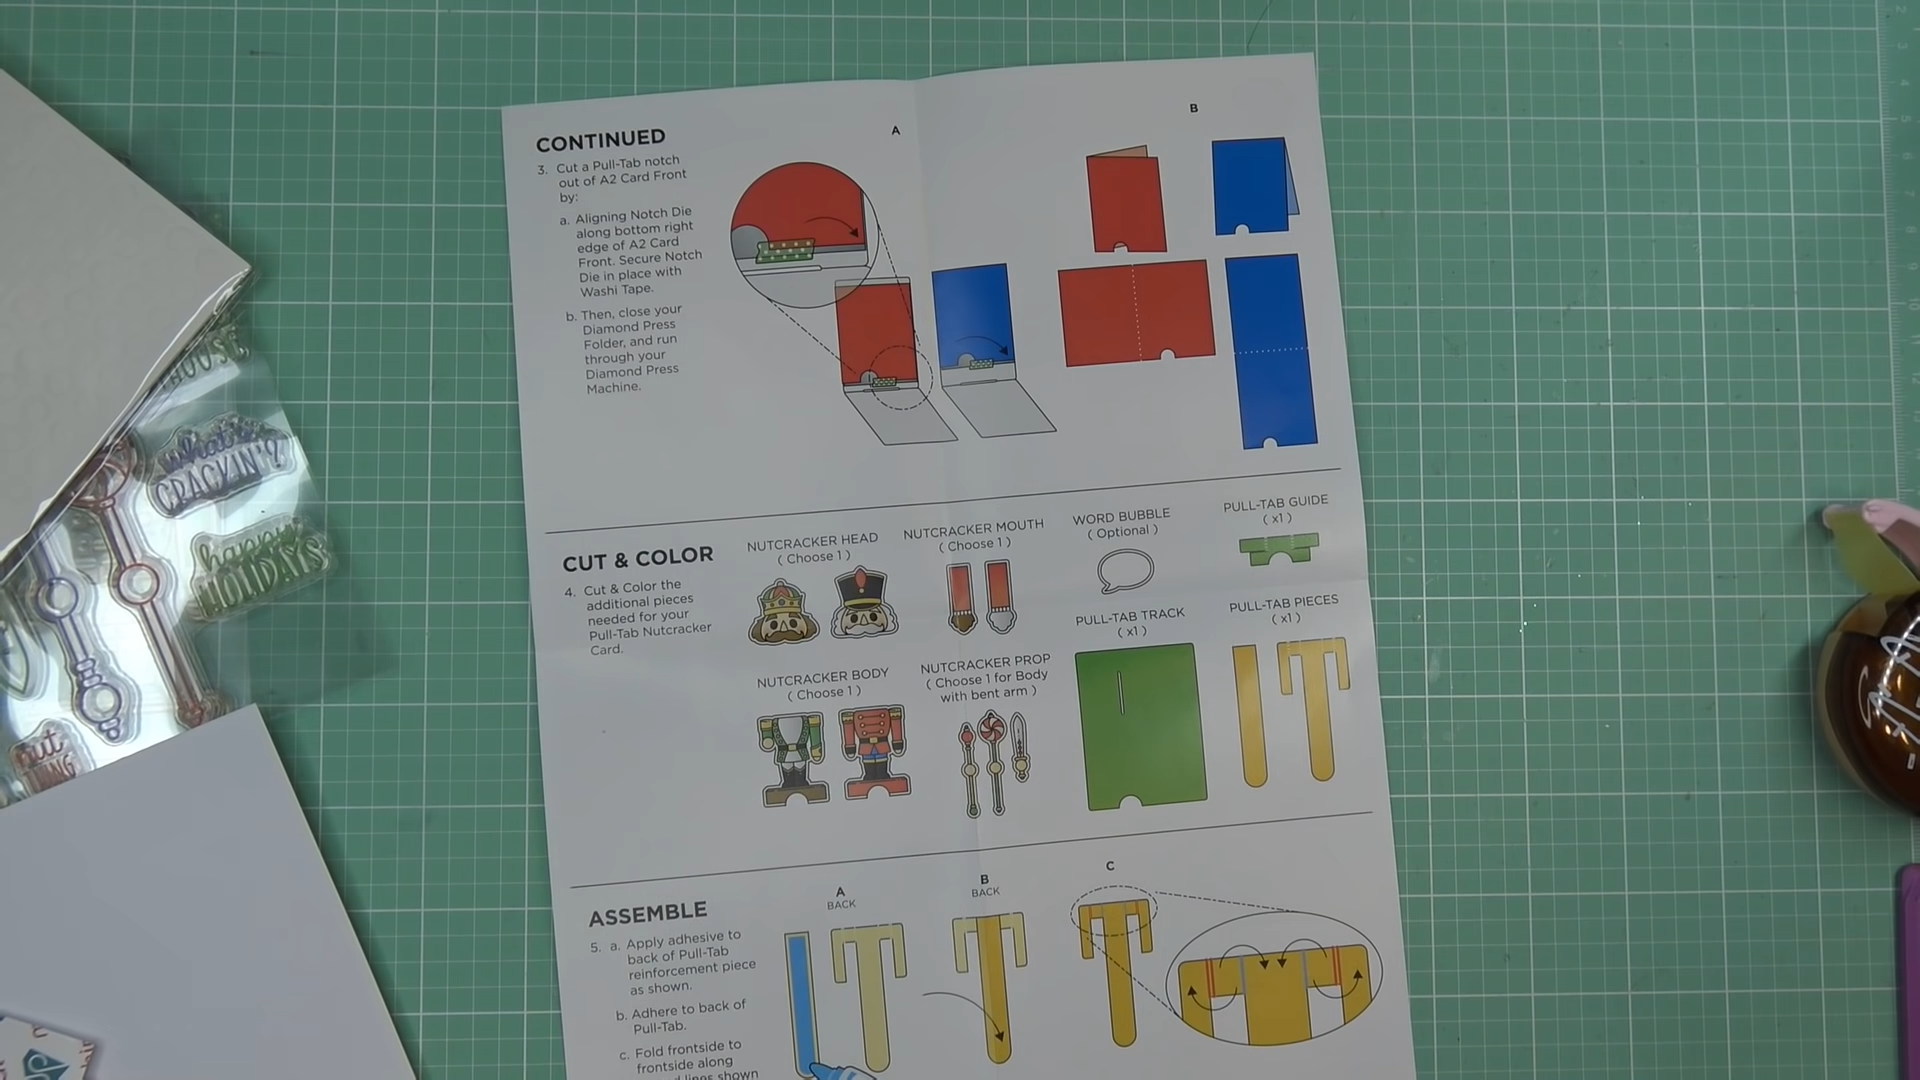 CONTINUED
3. Cut a Pull-Tab notch
out of A2 Card Front
by:
a. Aligning Notch Die
along bottom right
edge of A2 Card
Front. Secure Notch
Die in place with
Washi Tape.
b. Then, close your
Diamond Press
Folder, and run
through your
Diamond Press
Machine.
A
B
CUT & COLOR
4. Cut & Color the
additional pieces
needed for your
Pull-Tab Nutcracker
Card.
NUTCRACKER HEAD
( Choose 1 )
NUTCRACKER MOUTH
( Choose 1 )
WORD BUBBLE
( Optional )
PULL-TAB GUIDE
( x1 )
NUTCRACKER BODY
( Choose 1 )
NUTCRACKER PROP
( Choose 1 for Body
with bent arm )
PULL-TAB TRACK
( x1 )
PULL-TAB PIECES
( x1 )
ASSEMBLE
5. a. Apply adhesive to
back of Pull-Tab
reinforcement piece
as shown.
b. Adhere to back of
Pull-Tab.
c. Fold frontside to
frontside along
lines shown
A
BACK
B
BACK
C
what's
CRACKIN'?
happy
HOLIDAYS